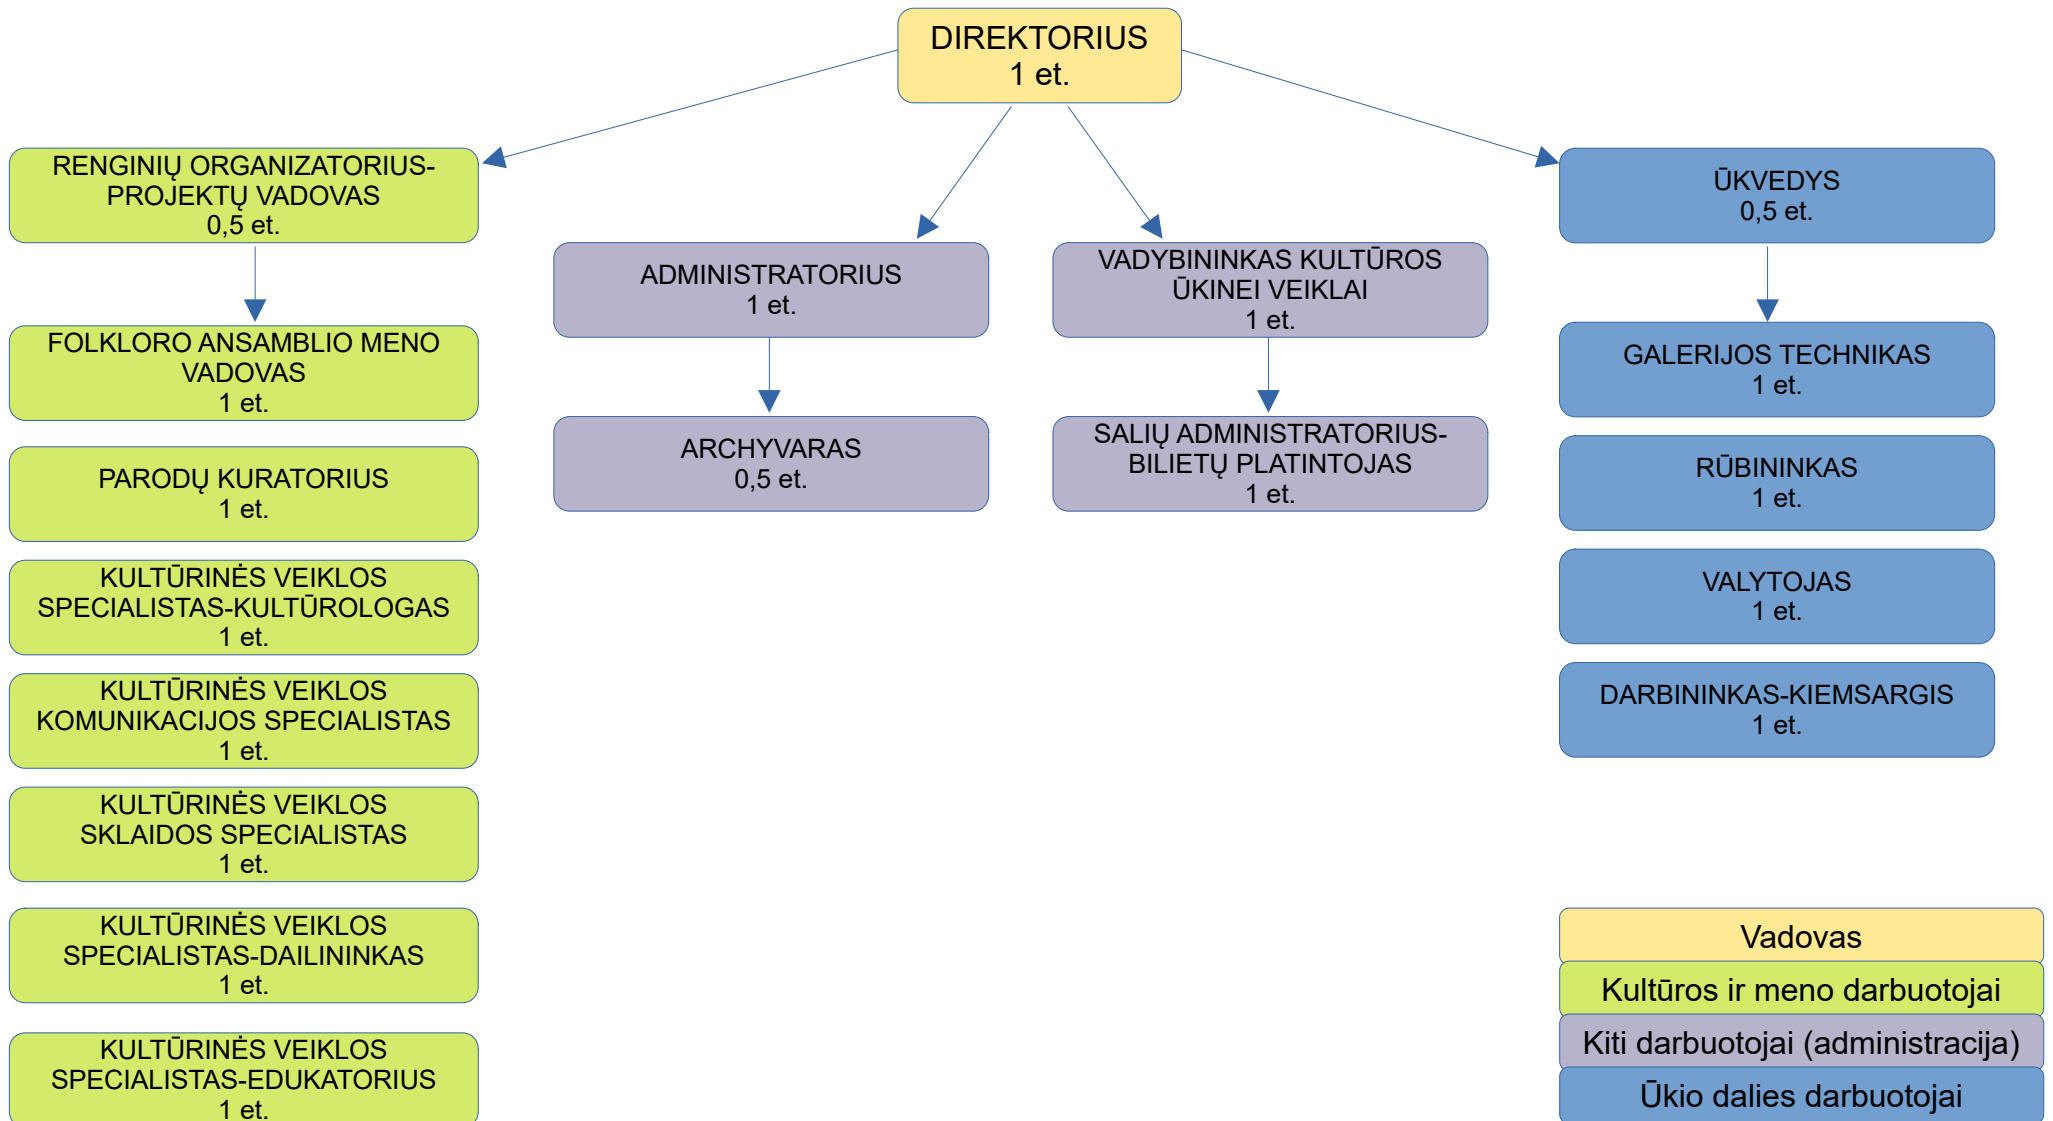 DIREKTORIUS
1 et.
RENGINIŲ ORGANIZATORIUS-
PROJEKTŲ VADOVAS
0,5 et.
FOLKLORO ANSAMBLIO MENO
VADOVAS
1 et.
PARODŲ KURATORIUS
1 et.
KULTŪRINĖS VEIKLOS
SPECIALISTAS-KULTŪROLOGAS
1 et.
KULTŪRINĖS VEIKLOS
KOMUNIKACIJOS SPECIALISTAS
1 et.
KULTŪRINĖS VEIKLOS
SKLAIDOS SPECIALISTAS
1 et.
KULTŪRINĖS VEIKLOS
SPECIALISTAS-DAILININKAS
1 et.
KULTŪRINĖS VEIKLOS
SPECIALISTAS-EDUKATORIUS
1 et.
ADMINISTRATORIUS
1 et.
ARCHYVARAS
0,5 et.
VADYBININKAS KULTŪROS
ŪKINEI VEIKLAI
1 et.
SALIŲ ADMINISTRATORIUS-
BILIETŲ PLATINTOJAS
1 et.
ŪKVEDYS
0,5 et.
GALERIJOS TECHNIKAS
1 et.
RŪBININKAS
1 et.
VALYTOJAS
1 et.
DARBININKAS-KIEMSARGIS
1 et.
Vadovas
Kultūros ir meno darbuotojai
Kiti darbuotojai (administracija)
Ūkio dalies darbuotojai